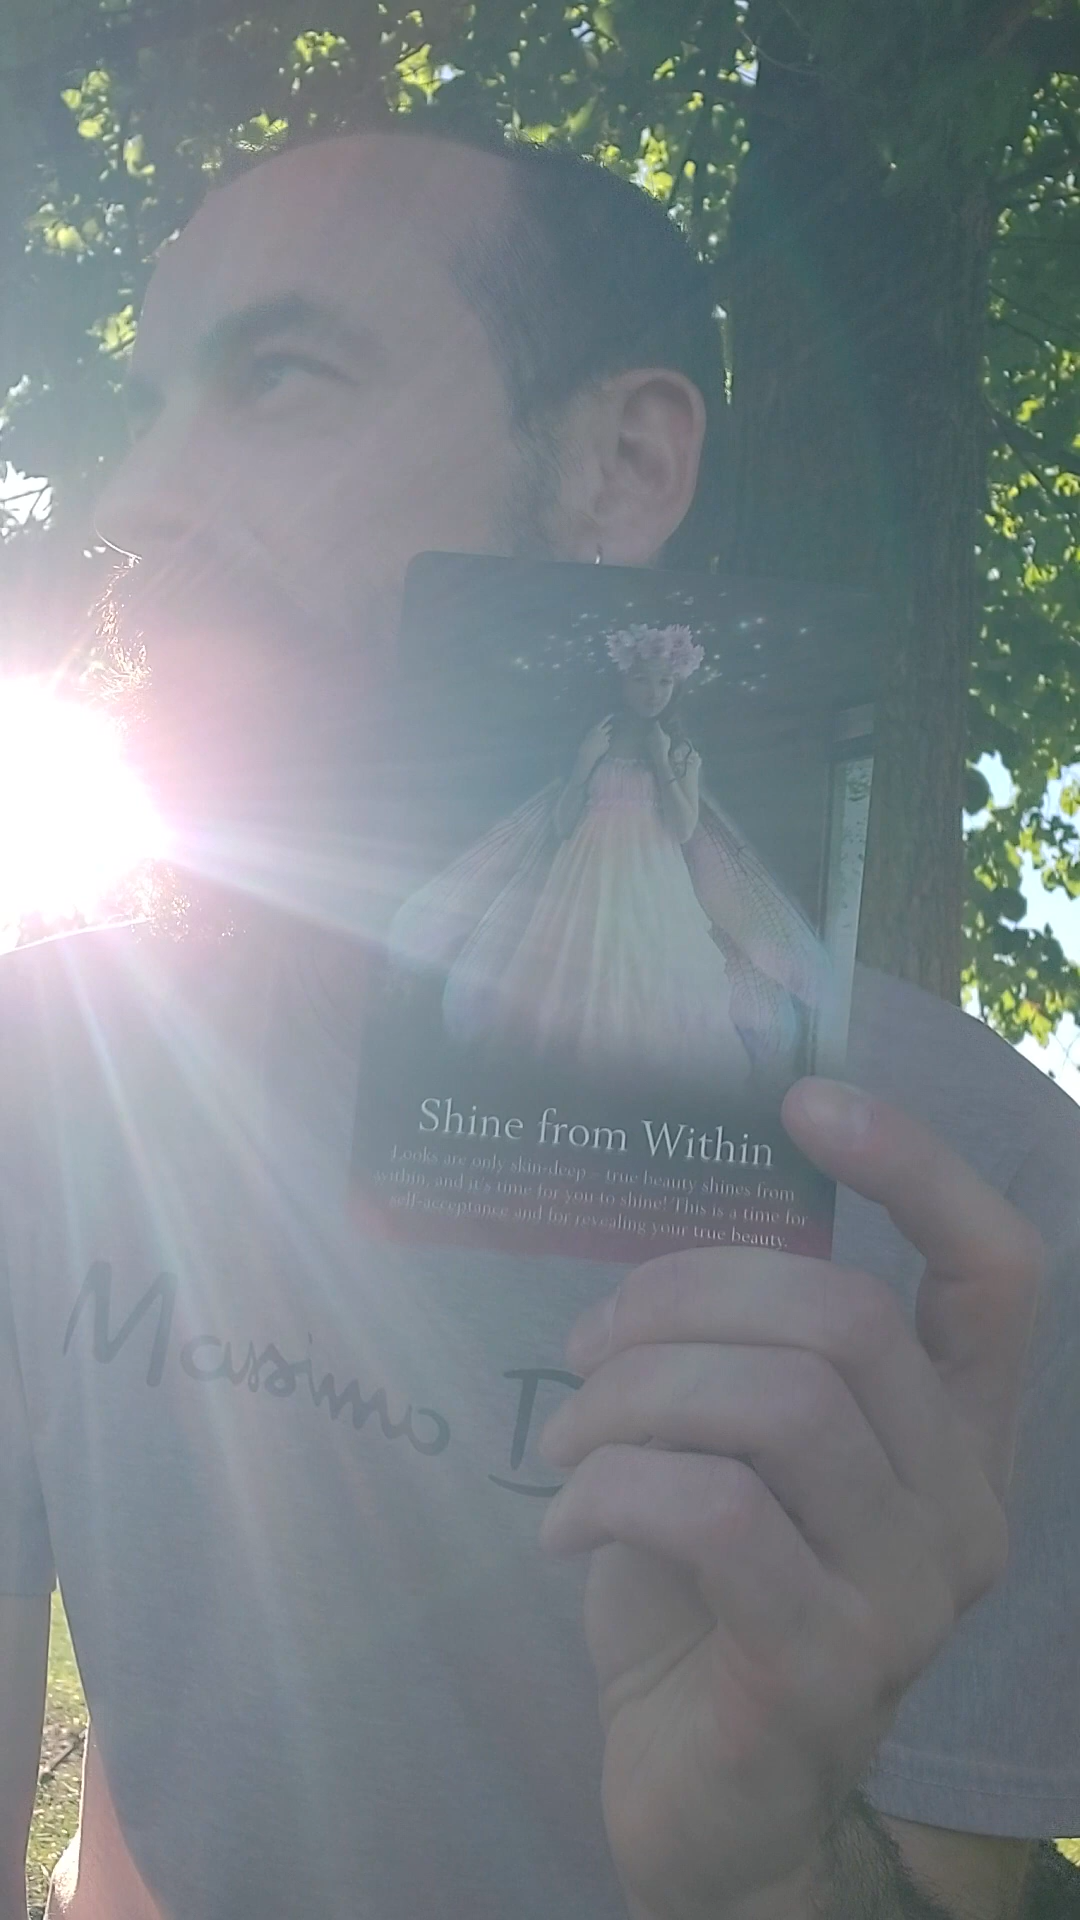 Shine from Within
Looks are only skin-deep – true beauty shines from
within, and it's time for you to shine! This is a time for
self-acceptance and for revealing your true beauty.
Massimo D